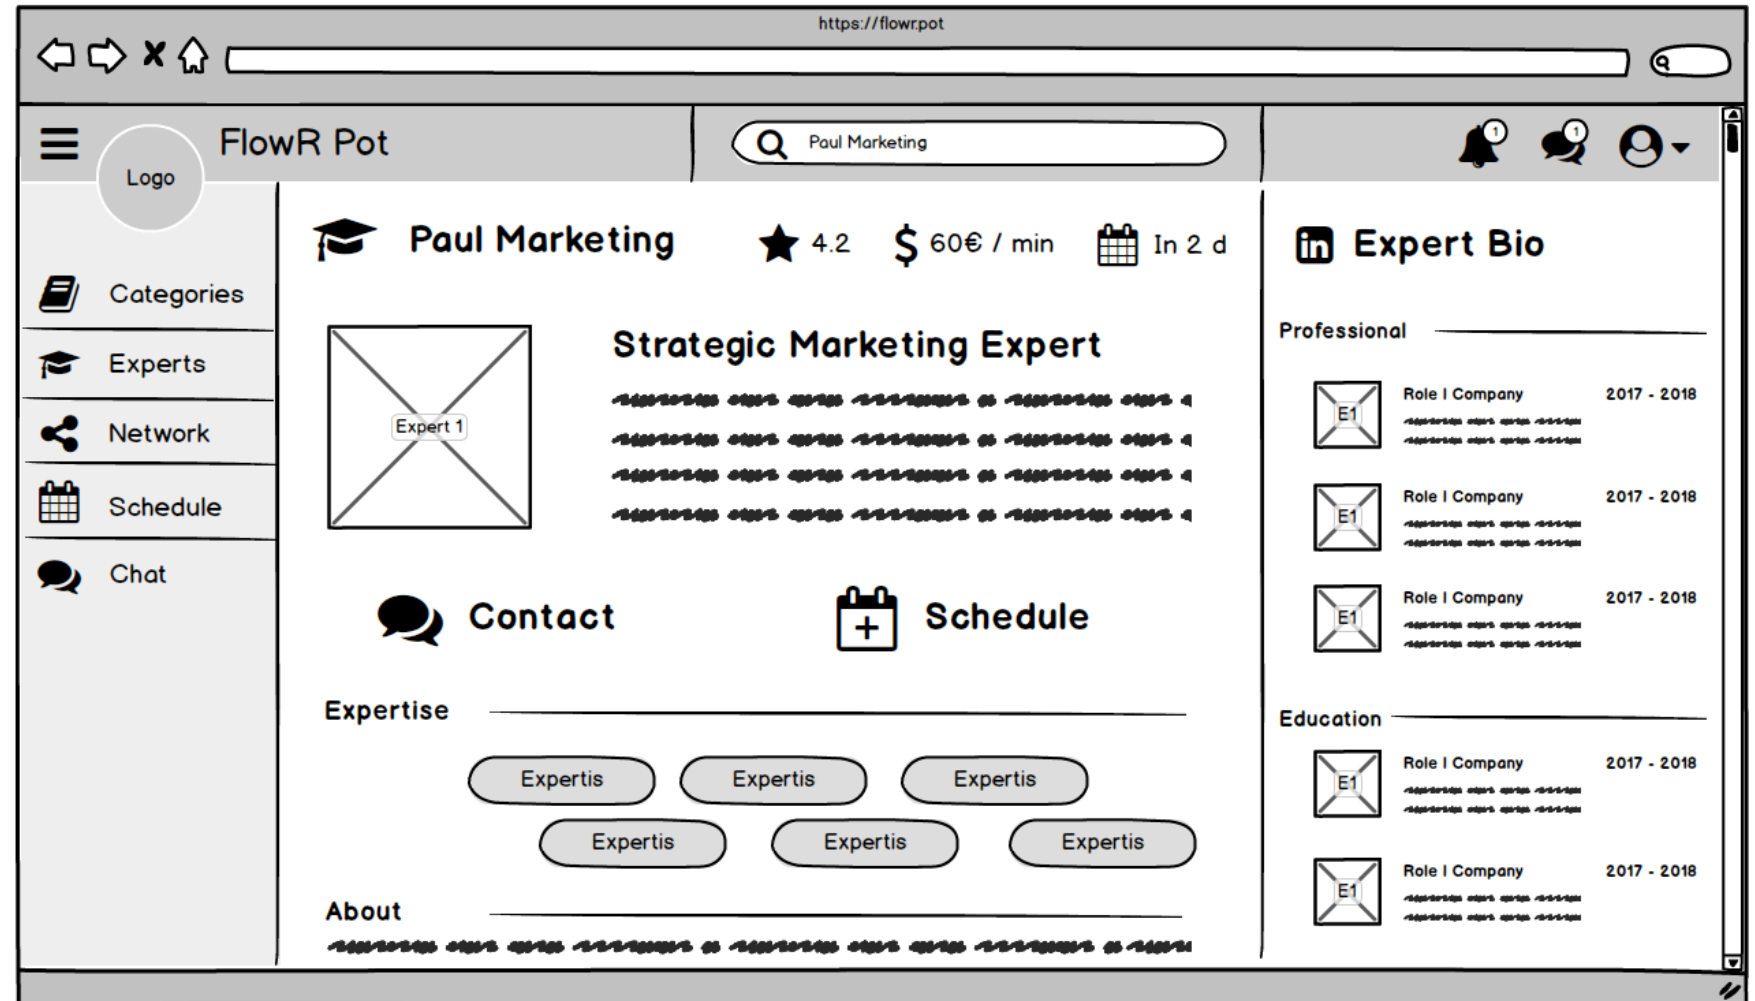 https://flowr.pot
FlowR Pot
Paul Marketing
1
1
Logo
Categories
Experts
Network
Schedule
Chat
Paul Marketing
4.2
$ 60€ / min
In 2 d
Expert 1
Strategic Marketing Expert
Contact
Schedule
Expertise
Expertis
Expertis
Expertis
Expertis
Expertis
Expertis
About
in Expert Bio
Professional
E1
Role | Company 2017 - 2018
E1
Role | Company 2017 - 2018
E1
Role | Company 2017 - 2018
Education
E1
Role | Company 2017 - 2018
E1
Role | Company 2017 - 2018